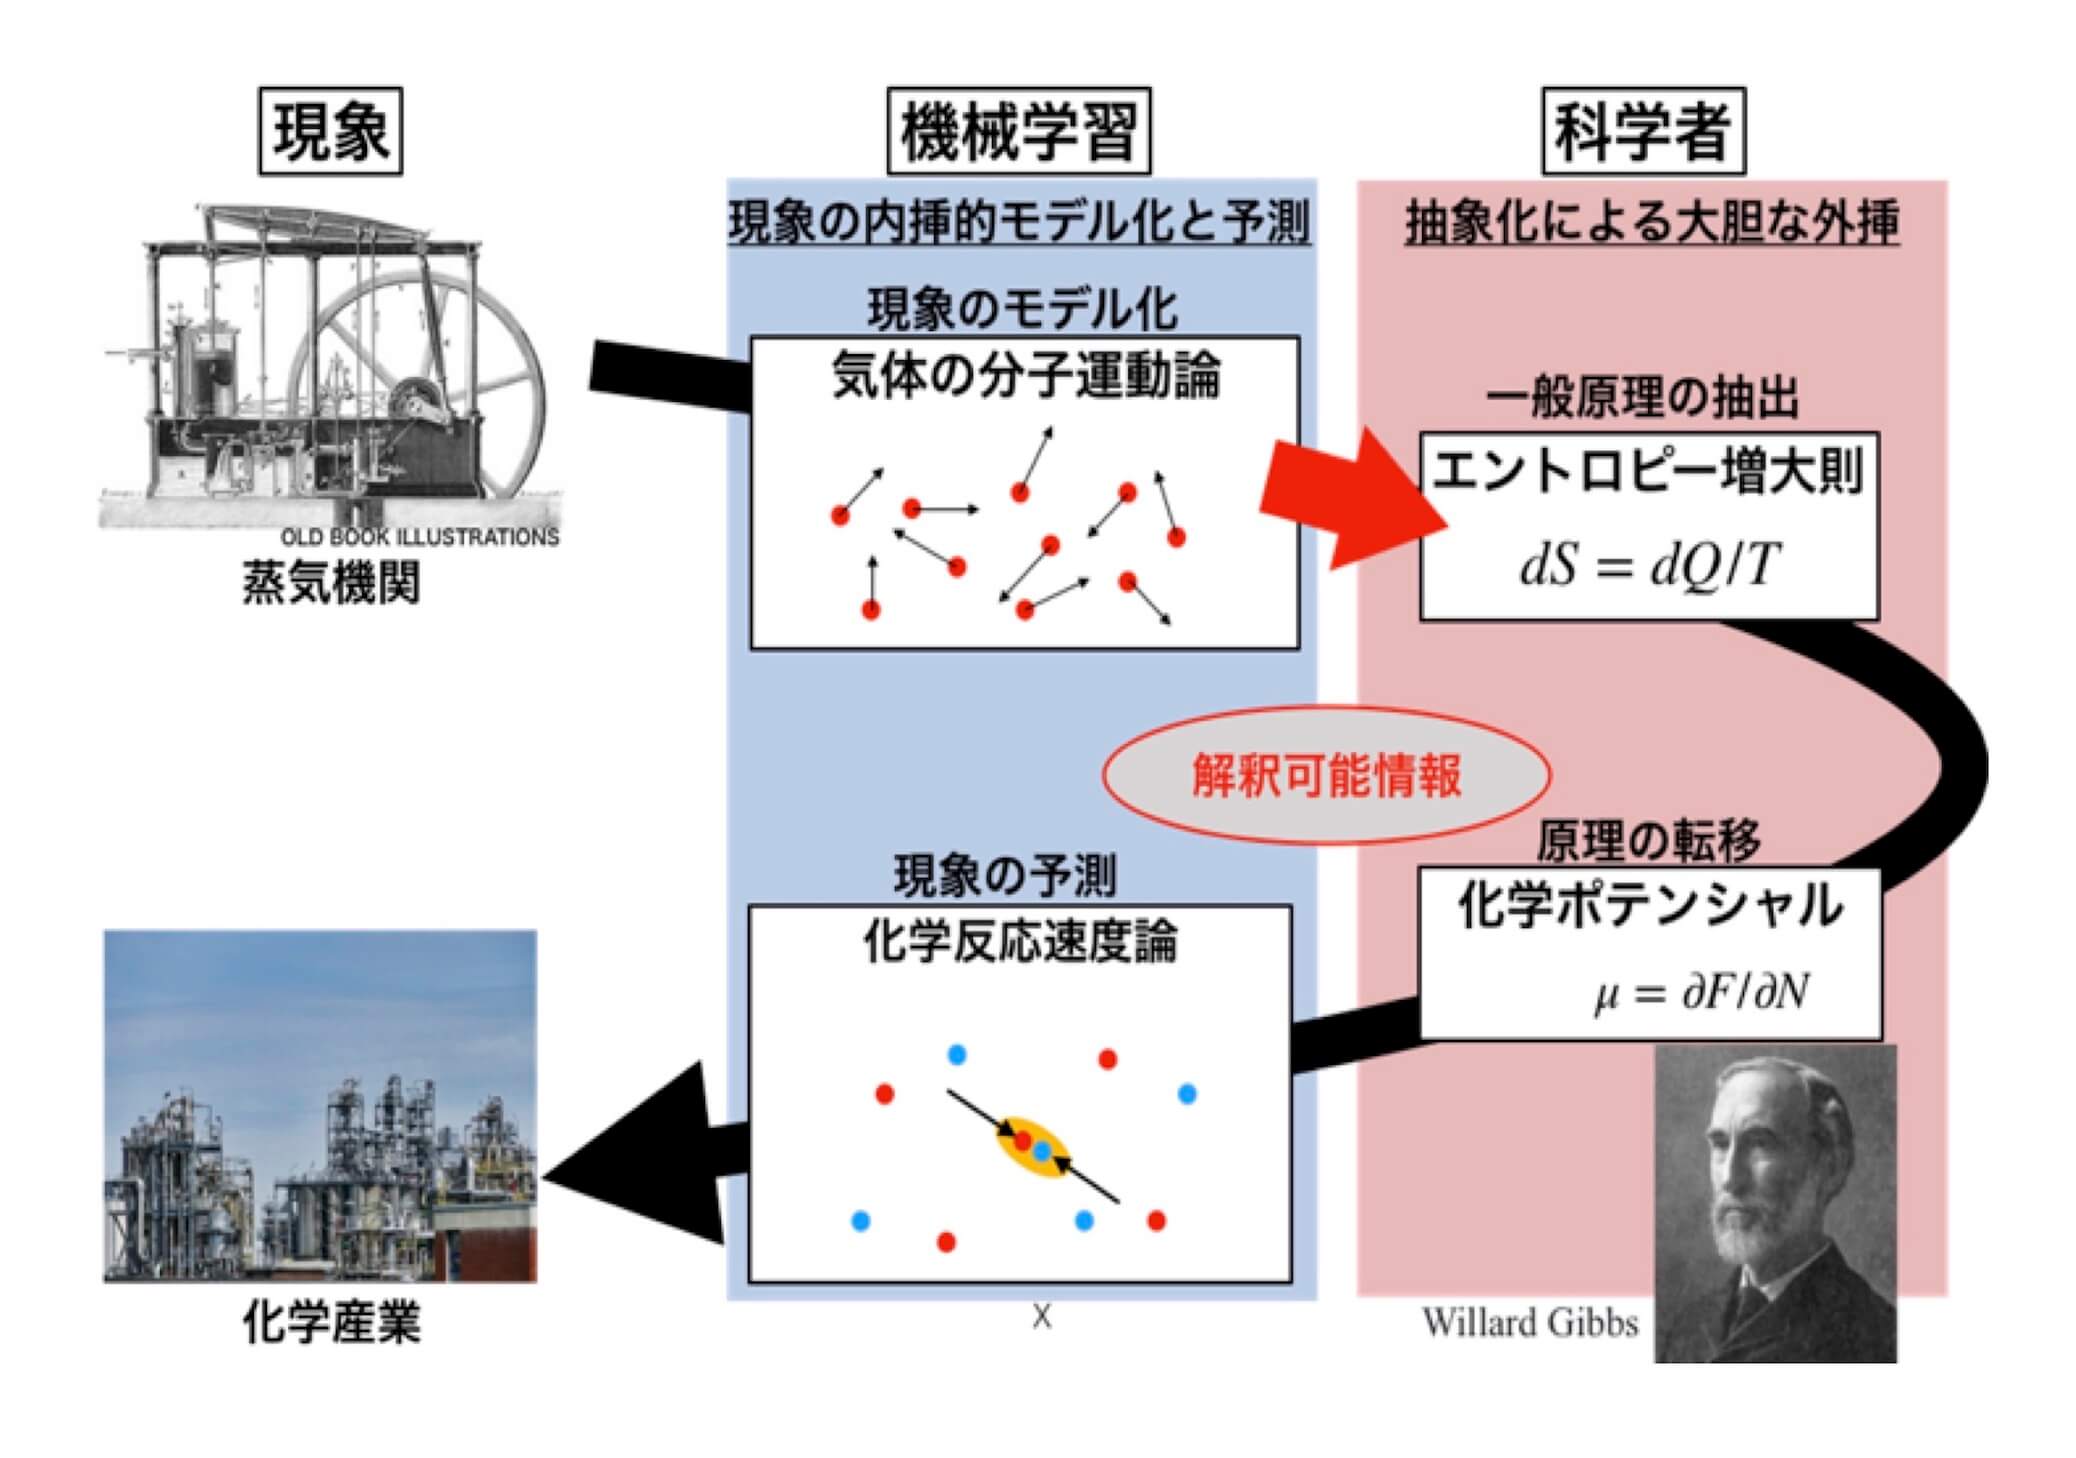 現象
機械学習
科学者
現象の内挿的モデル化と予測
抽象化による大胆な外挿
現象のモデル化
気体の分子運動論
一般原理の抽出
エントロピー増大則
dS = dQ/T
OLD BOOK ILLUSTRATIONS
蒸気機関
解釈可能情報
原理の転移
化学ポテンシャル
μ = ∂F/∂N
現象の予測
化学反応速度論
化学産業
X
Willard Gibbs